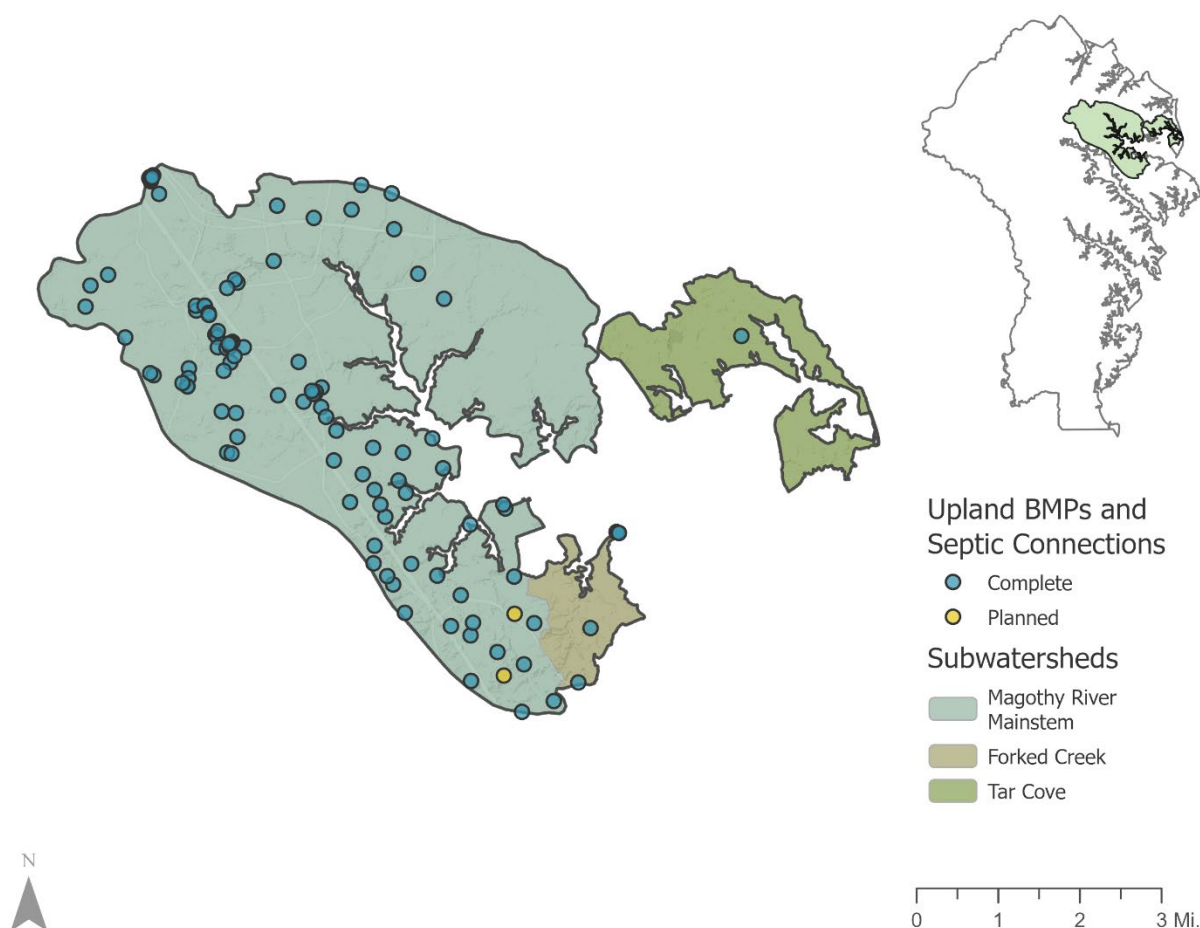 Upland BMPs and
Septic Connections
Complete
Planned
Subwatersheds
Magothy River
Mainstem
Forked Creek
Tar Cove
N
0 1 2 3 Mi.